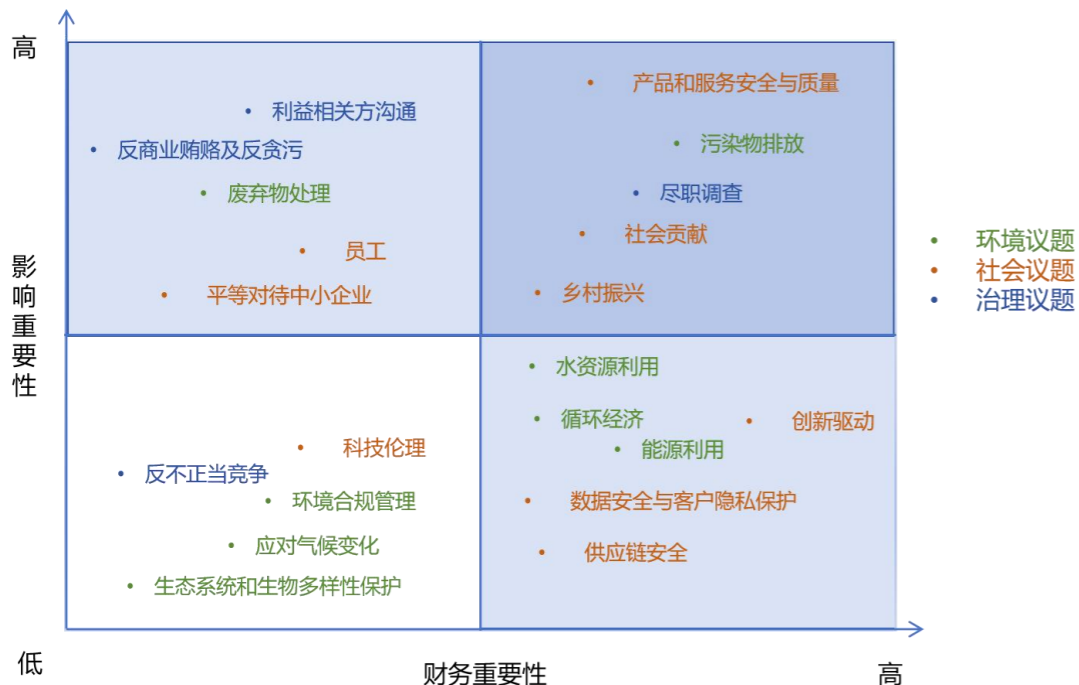 高
产品和服务安全与质量
利益相关方沟通
污染物排放
反商业贿赂及反贪污
废弃物处理
尽职调查
社会贡献
员工
平等对待中小企业
乡村振兴
环境议题
社会议题
治理议题
影响重要性
水资源利用
循环经济
创新驱动
能源利用
科技伦理
反不正当竞争
环境合规管理
数据安全与客户隐私保护
应对气候变化
供应链安全
生态系统和生物多样性保护
低
财务重要性
高